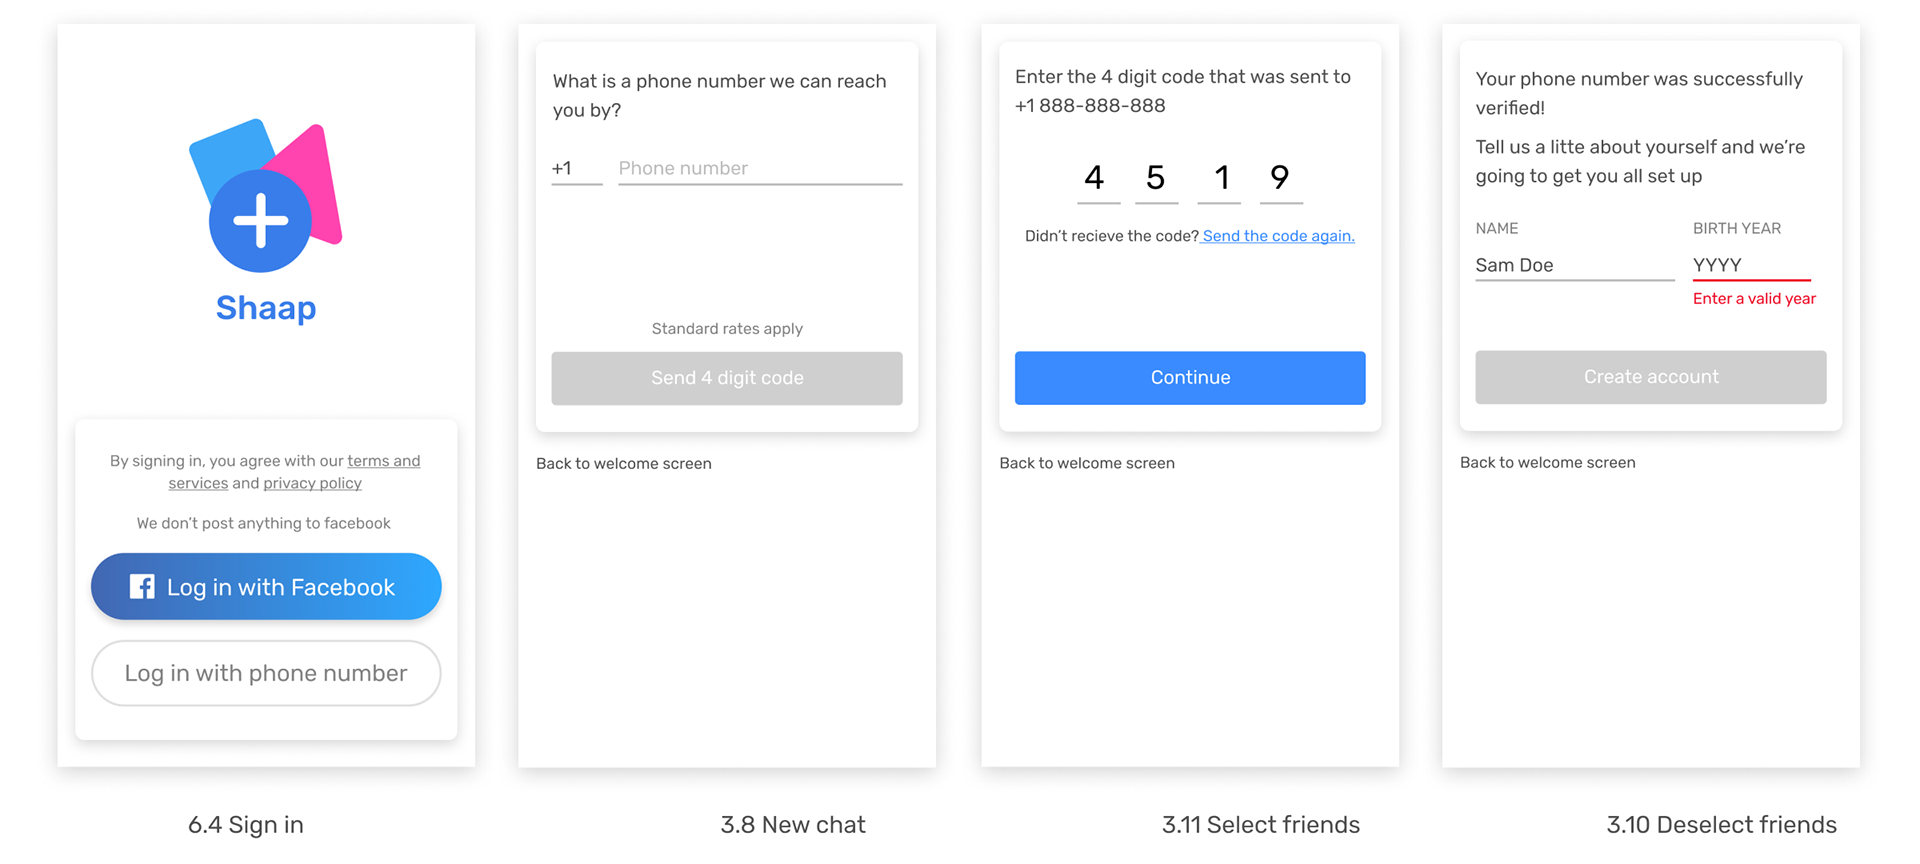 Shaap
By signing in, you agree with our terms and
services and privacy policy
We don't post anything to facebook
Log in with Facebook
Log in with phone number
6.4 Sign in
What is a phone number we can reach
you by?
+1 Phone number
Standard rates apply
Send 4 digit code
Back to welcome screen
3.8 New chat
Enter the 4 digit code that was sent to
+1 888-888-888
4 5 1 9
Didn't recieve the code? Send the code again.
Continue
Back to welcome screen
3.11 Select friends
Your phone number was successfully
verified!
Tell us a litte about yourself and we're
going to get you all set up
NAME BIRTH YEAR
Sam Doe YYYY
Enter a valid year
Create account
Back to welcome screen
3.10 Deselect friends